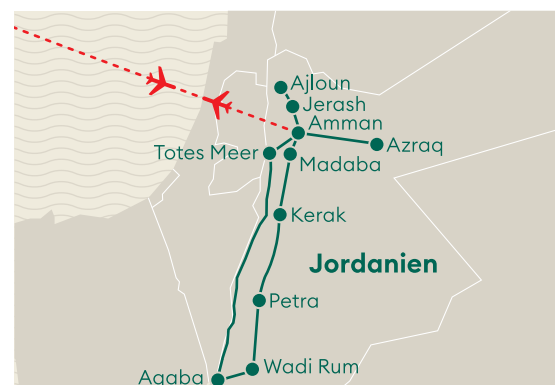 Ajloun
Jerash
Amman
Azraq
Totes Meer
Madaba
Kerak
Jordanien
Petra
Wadi Rum
Aqaba